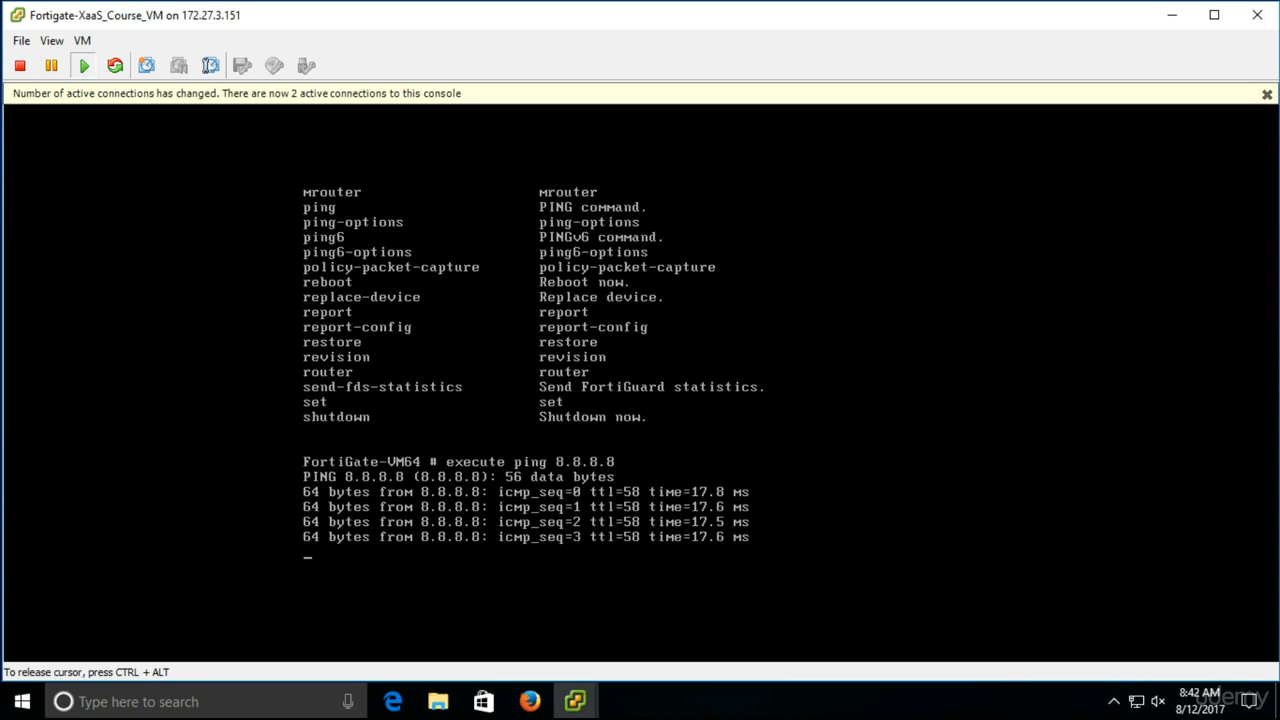 Fortigate-XaaS_Course_VM on 172.27.3.151
File View VM
Number of active connections has changed. There are now 2 active connections to this console
mrouter mrouter
ping PING command.
ping-options ping-options
ping6 PINGv6 command.
ping6-options ping6-options
policy-packet-capture policy-packet-capture
reboot Reboot now.
replace-device Replace device.
report report
report-config report-config
restore restore
revision revision
router router
send-fds-statistics Send FortiGuard statistics.
set set
shutdown Shutdown now.
FortiGate-VM64 # execute ping 8.8.8.8
PING 8.8.8.8 (8.8.8.8): 56 data bytes
64 bytes from 8.8.8.8: icmp_seq=0 ttl=58 time=17.8 ms
64 bytes from 8.8.8.8: icmp_seq=1 ttl=58 time=17.6 ms
64 bytes from 8.8.8.8: icmp_seq=2 ttl=58 time=17.5 ms
64 bytes from 8.8.8.8: icmp_seq=3 ttl=58 time=17.6 ms
_
To release cursor, press CTRL + ALT
Type here to search
8:42 AM
8/12/2017
udemy